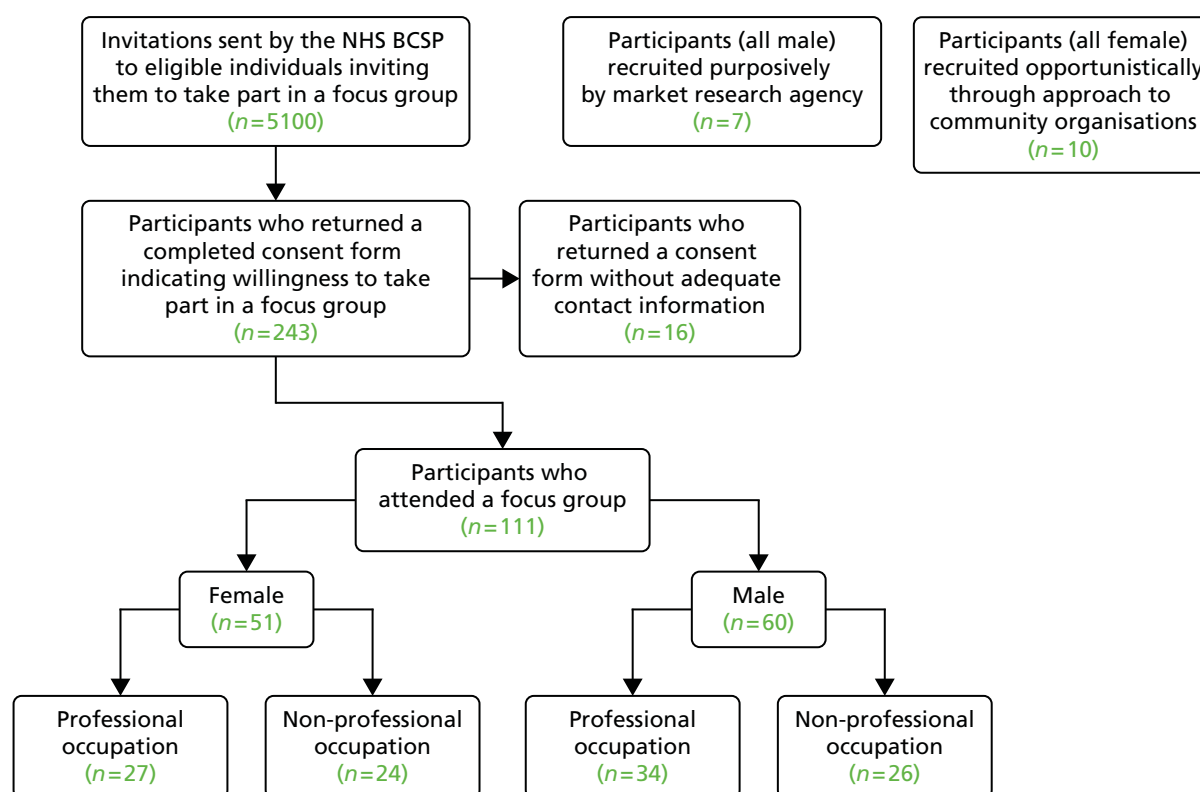 Invitations sent by the NHS BCSP
to eligible individuals inviting
them to take part in a focus group
(n=5100)
Participants (all male)
recruited purposively
by market research agency
(n=7)
Participants (all female)
recruited opportunistically
through approach to
community organisations
(n=10)
Participants who returned a
completed consent form
indicating willingness to take
part in a focus group
(n=243)
Participants who
returned a consent
form without adequate
contact information
(n=16)
Participants who
attended a focus group
(n=111)
Female
(n=51)
Male
(n=60)
Professional
occupation
(n=27)
Non-professional
occupation
(n=24)
Professional
occupation
(n=34)
Non-professional
occupation
(n=26)